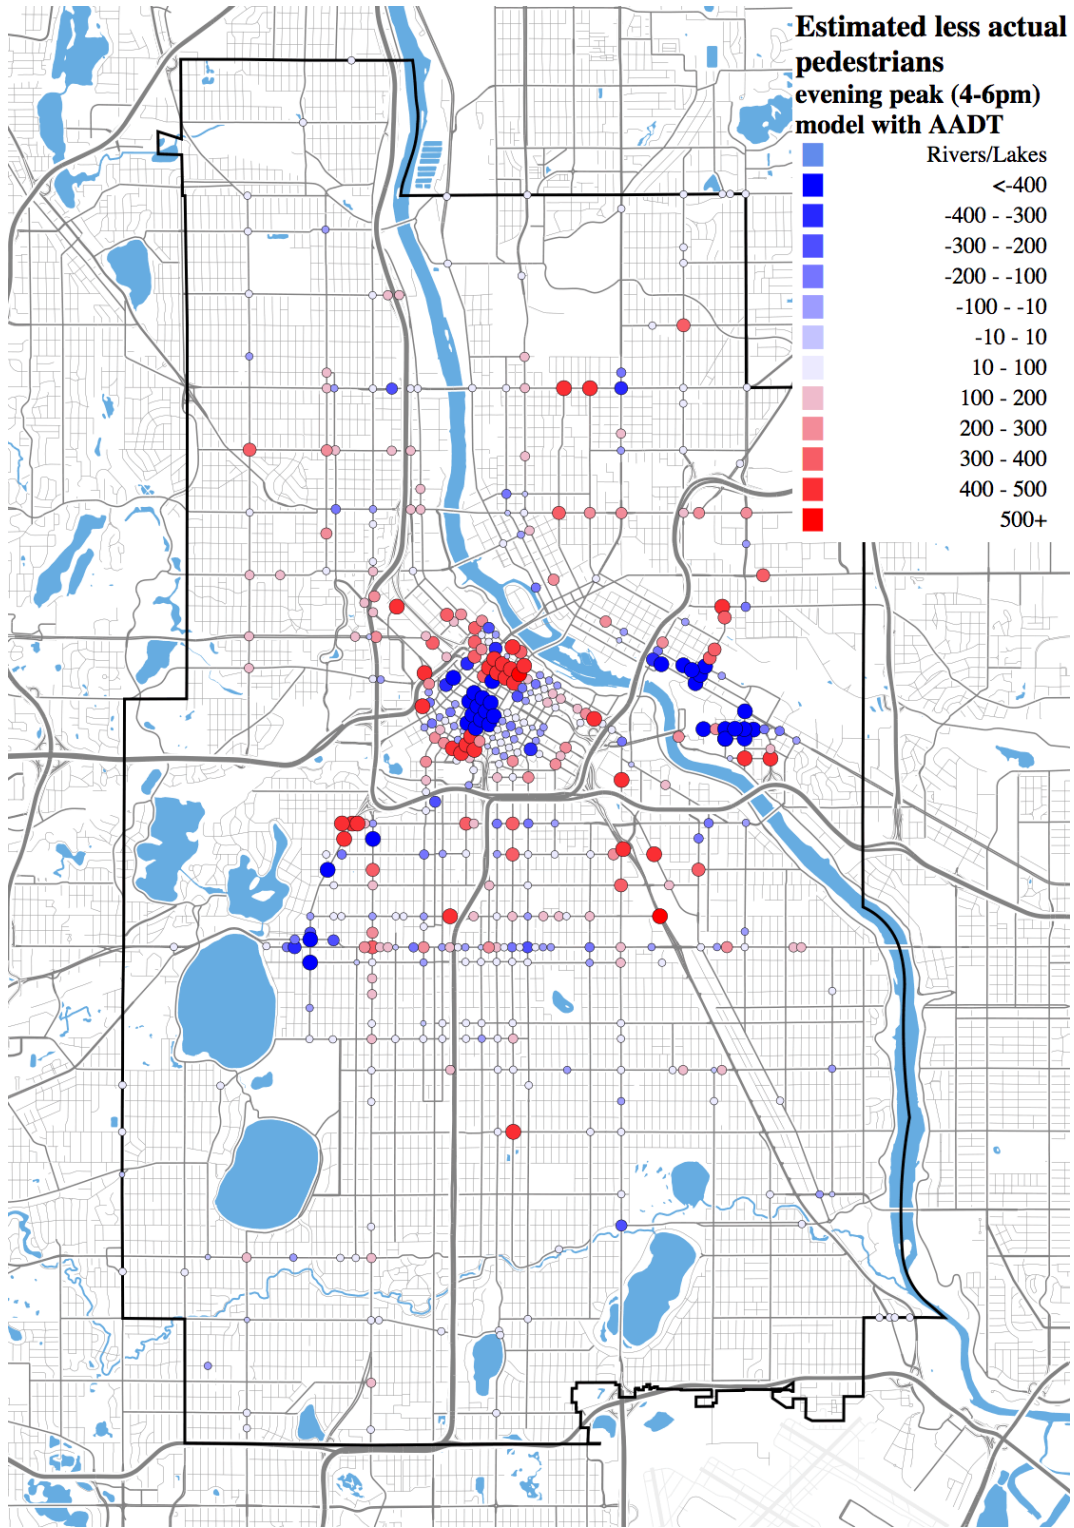 Estimated less actual
pedestrians
evening peak (4-6pm)
model with AADT
Rivers/Lakes
<-400
-400 - -300
-300 - -200
-200 - -100
-100 - -10
-10 - 10
10 - 100
100 - 200
200 - 300
300 - 400
400 - 500
500+